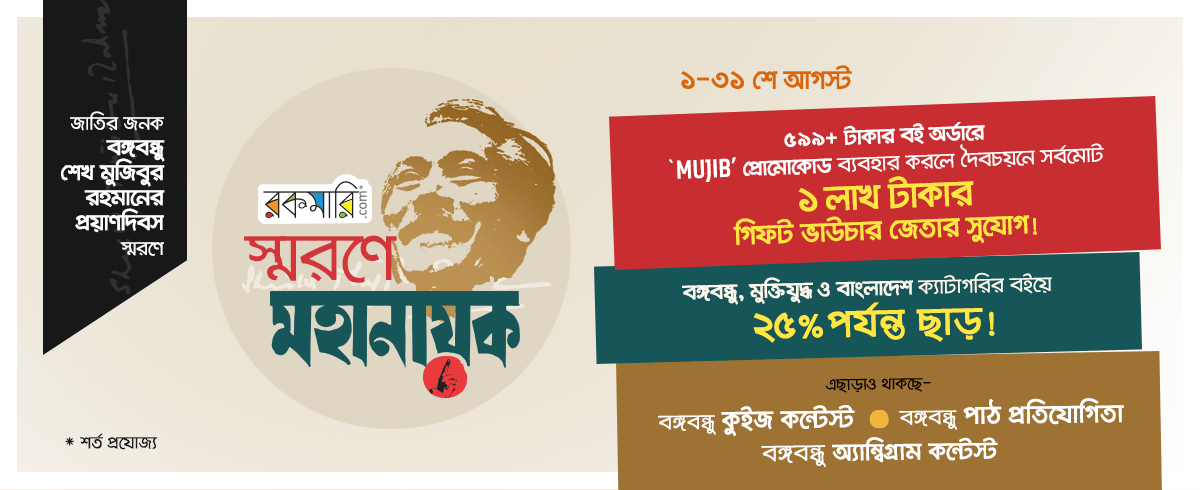 জাতির জনক
বঙ্গবন্ধু
শেখ মুজিবুর
রহমানের
প্রয়াণদিবস
স্মরণে
রকমারি.com
স্মরণে
মহানায়ক
* শর্ত প্রযোজ্য
১-৩১ শে আগস্ট
৫৯৯+ টাকার বই অর্ডারে
‘MUJIB’ প্রোমোকোড ব্যবহার করলে দৈবচয়নে সর্বমোট
১ লাখ টাকার
গিফট ভাউচার জেতার সুযোগ!
বঙ্গবন্ধু, মুক্তিযুদ্ধ ও বাংলাদেশ ক্যাটাগরির বইয়ে
২৫% পর্যন্ত ছাড়!
এছাড়াও থাকছে-
বঙ্গবন্ধু কুইজ কন্টেস্ট ● বঙ্গবন্ধু পাঠ প্রতিযোগিতা
বঙ্গবন্ধু অ্যাম্বিগ্রাম কন্টেস্ট